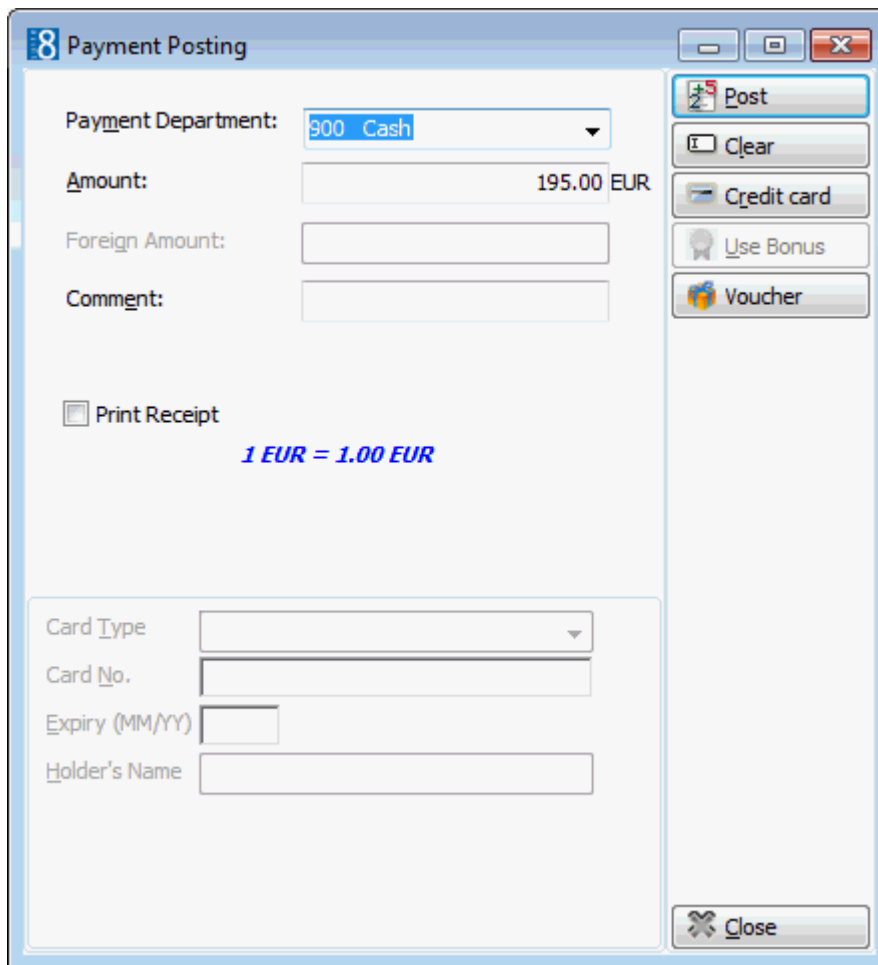 8 Payment Posting
Payment Department: 900 Cash
Amount: 195.00 EUR
Foreign Amount:
Comment:
Print Receipt
1 EUR = 1.00 EUR
Card Type
Card No.
Expiry (MM/YY)
Holder's Name
Post
Clear
Credit card
Use Bonus
Voucher
Close